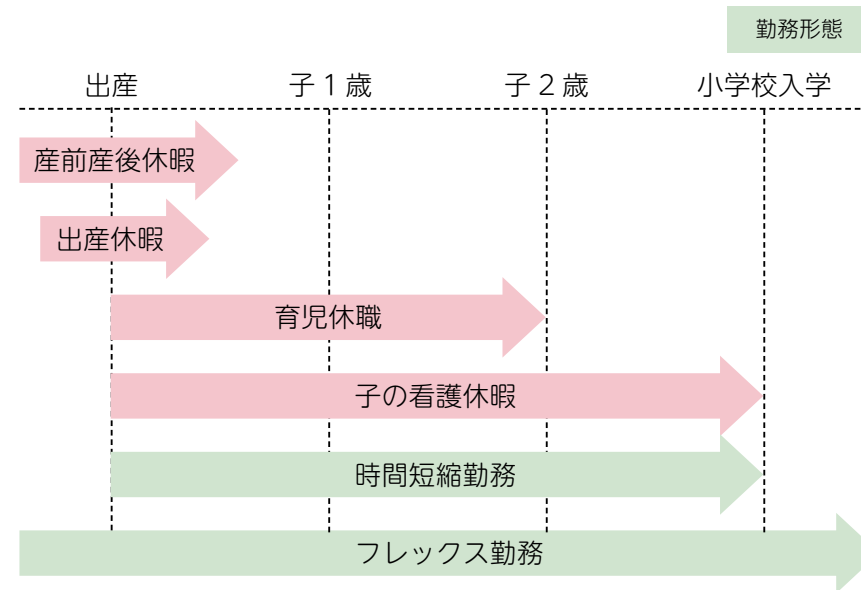 勤務形態
出産
子1歳
子2歳
小学校入学
産前産後休暇
出産休暇
育児休職
子の看護休暇
時間短縮勤務
フレックス勤務